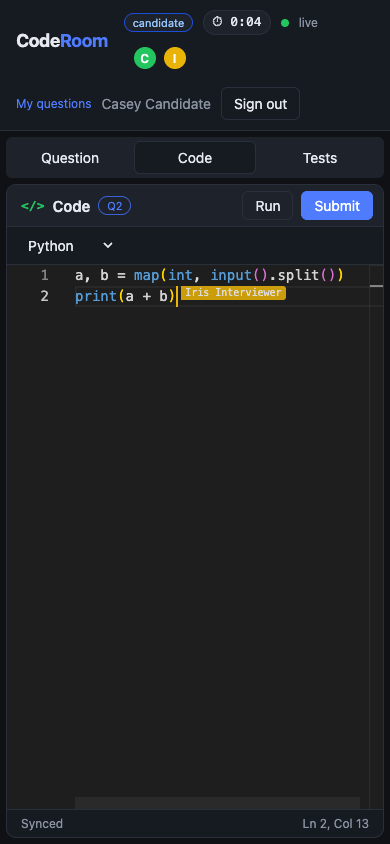 CodeRoom
candidate
0:04
live
C
I
My questions
Casey Candidate
Sign out
Question
Code
Tests
</> Code
Q2
Run
Submit
Python
1 a, b = map(int, input().split())
2 print(a + b)
Iris Interviewer
Synced
Ln 2, Col 13